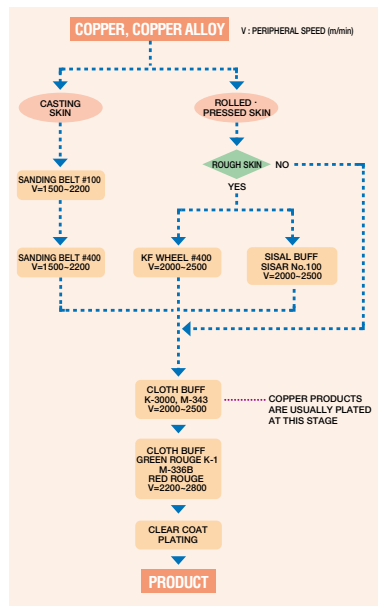 COPPER, COPPER ALLOY
V : PERIPHERAL SPEED (m/min)
CASTING
SKIN
ROLLED ·
PRESSED SKIN
ROUGH SKIN
NO
YES
SANDING BELT #100
V=1500~2200
SANDING BELT #400
V=1500~2200
KF WHEEL #400
V=2000~2500
SISAL BUFF
SISAR No.100
V=2000~2500
CLOTH BUFF
K-3000, M-343
V=2000~2500
COPPER PRODUCTS
ARE USUALLY PLATED
AT THIS STAGE
CLOTH BUFF
GREEN ROUGE K-1
M-336B
RED ROUGE
V=2200~2800
CLEAR COAT
PLATING
PRODUCT